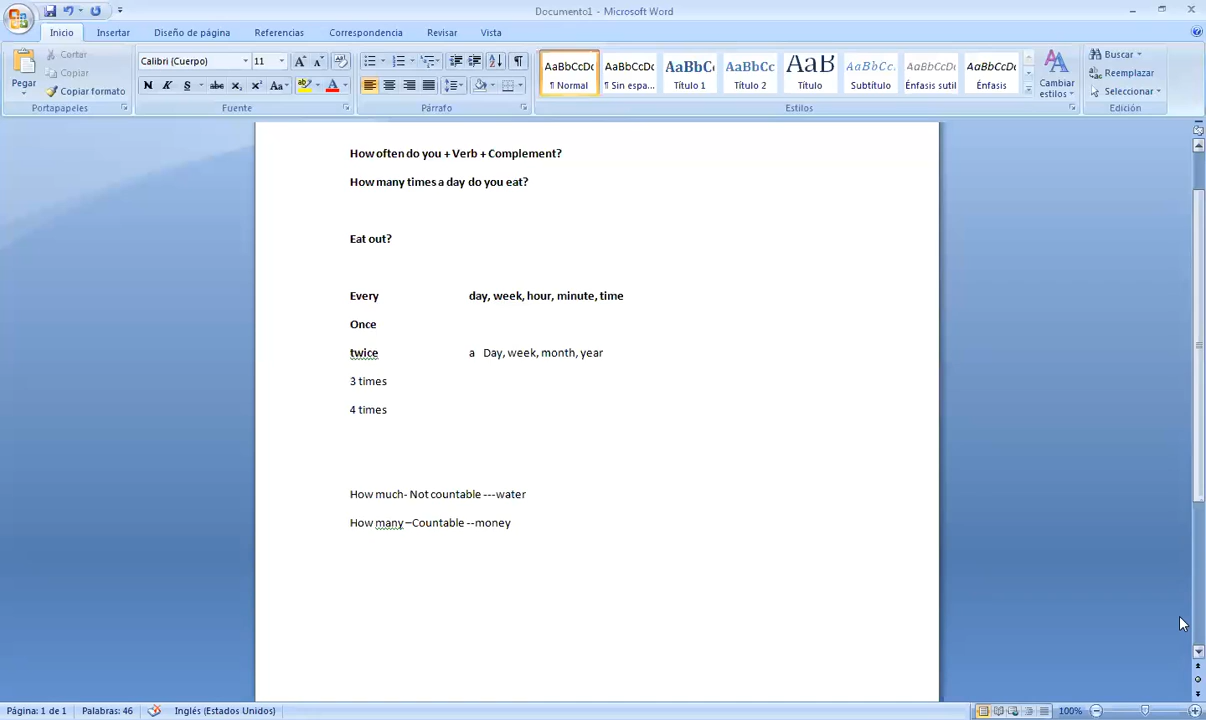 Documento1 - Microsoft Word
Inicio Insertar Diseño de página Referencias Correspondencia Revisar Vista
Pegar
Cortar
Copiar
Copiar formato
Portapapeles
Calibri (Cuerpo) 11
Fuente
Párrafo
AaBbCcDc AaBbCcDc AaBbC AaBbCc AaB AaBbCc. AaBbCcDc AaBbCcDc
¶ Normal ¶ Sin espa... Título 1 Título 2 Título Subtítulo Énfasis sutil Énfasis
Cambiar estilos
Estilos
Buscar
Reemplazar
Seleccionar
Edición
How often do you + Verb + Complement?
How many times a day do you eat?
Eat out?
Every day, week, hour, minute, time
Once
twice a Day, week, month, year
3 times
4 times
How much- Not countable ---water
How many –Countable --money
Página: 1 de 1 Palabras: 46 Inglés (Estados Unidos) 100%